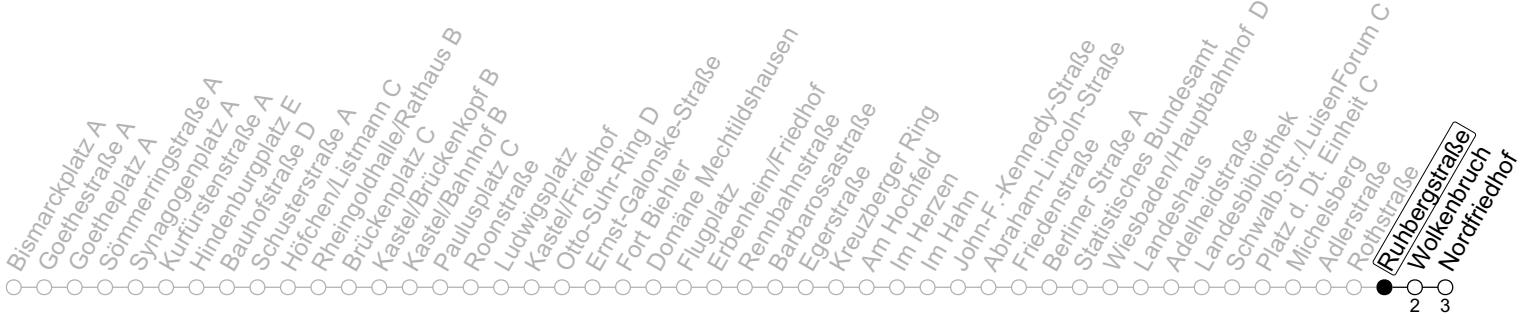 Bismarckplatz A
Goethestraße A
Goetheplatz A
Sömmerringstraße A
Synagogenplatz A
Kurfürstenstraße A
Hindenburgplatz E
Bauhofstraße D
Schusterstraße A
Höfchen/Listmann C
Rheingoldhalle/Rathaus B
Brückenplatz C
Kastel/Brückenkopf B
Kastel/Bahnhof B
Paulusplatz C
Roonstraße
Ludwigsplatz
Kastel/Friedhof
Otto-Suhr-Ring D
Ernst-Galonske-Straße
Fort Biehler
Domäne Mechtildshausen
Flugplatz
Erbenheim/Friedhof
Rennbahnstraße
Barbarossastraße
Egerstraße
Kreuzberger Ring
Am Hochfeld
Im Herzen
Im Hahn
John-F.-Kennedy-Straße
Abraham-Lincoln-Straße
Friedenstraße
Berliner Straße A
Statistisches Bundesamt
Wiesbaden/Hauptbahnhof D
Landeshaus
Adelheidstraße
Landesbibliothek
Schwalb.Str./LuisenForum C
Platz d. Dt. Einheit C
Michelsberg
Adlerstraße
Rothstraße
Ruhbergstraße
Wolkenbruch
Nordfriedhof
2
3